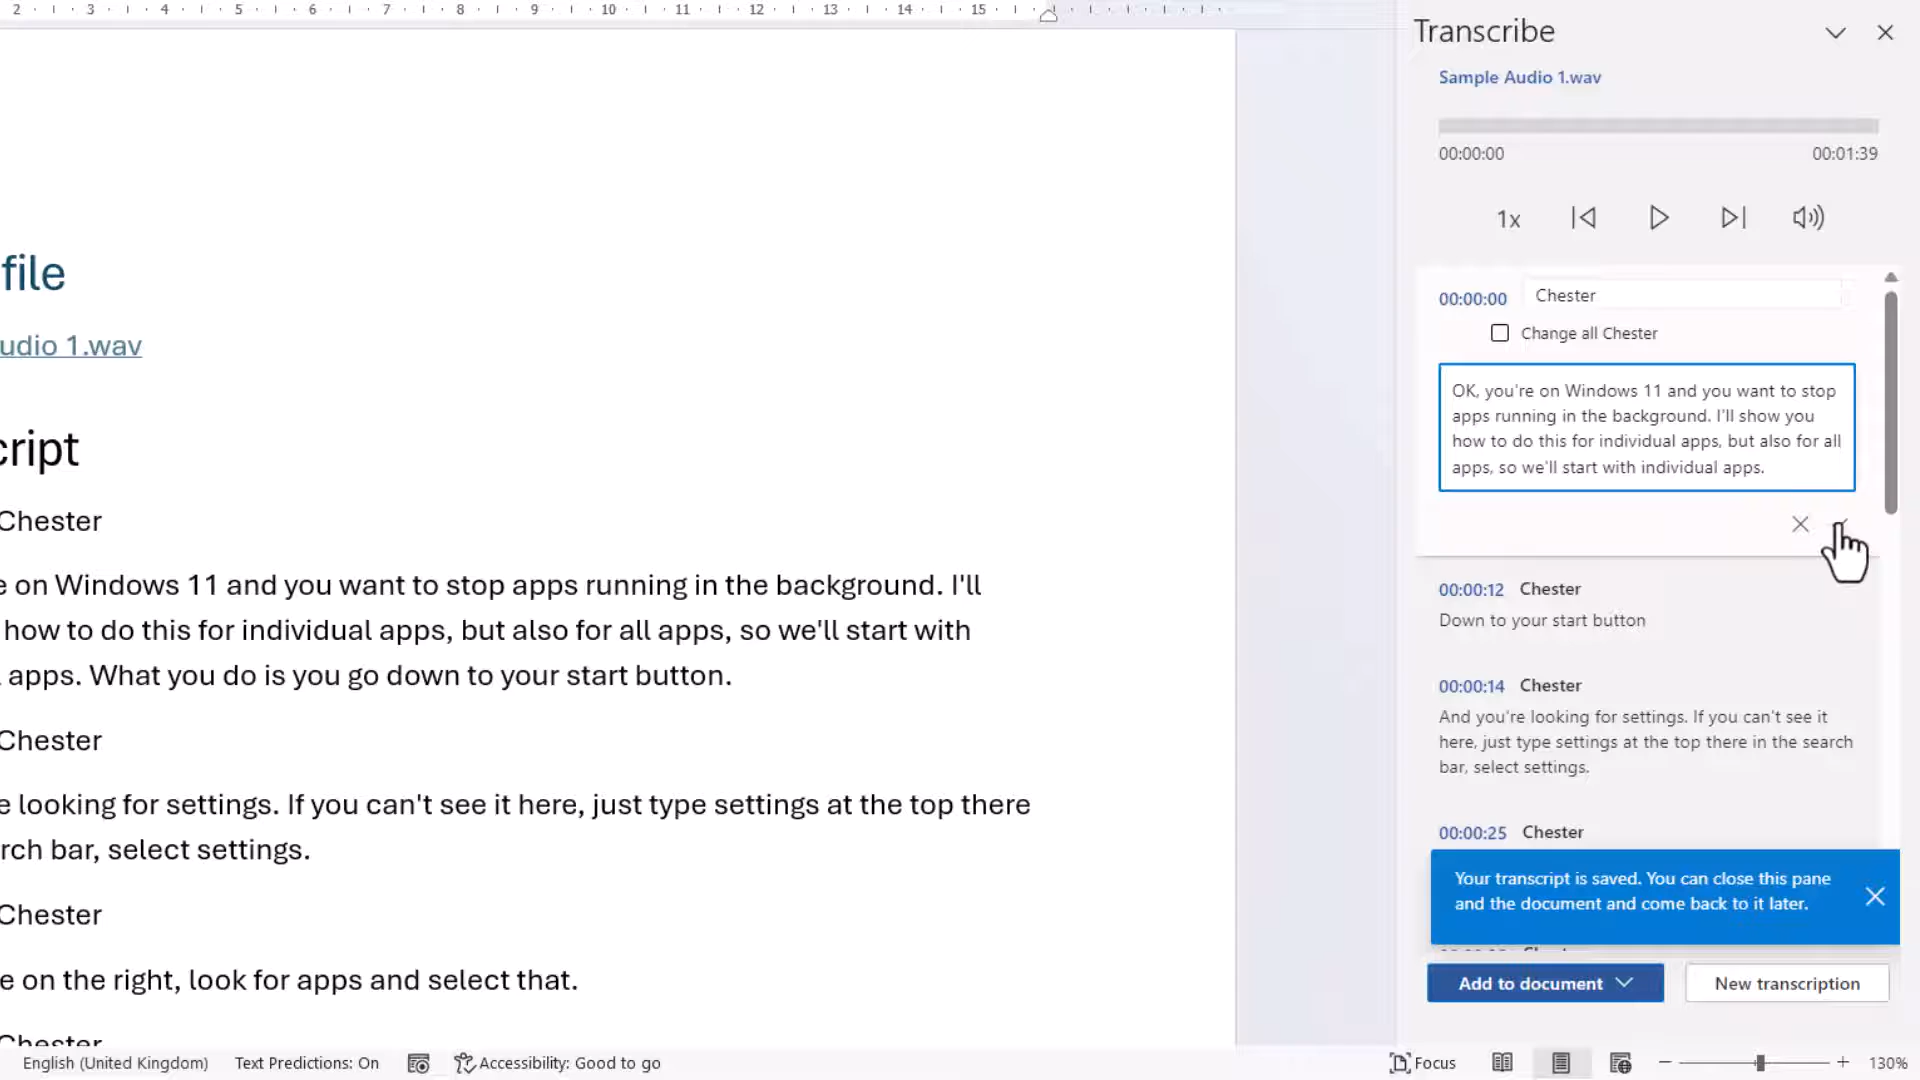 2 3 4 5 6 7 8 9 10 11 12 13 14 15
file
udio 1.wav
cript
Chester
e on Windows 11 and you want to stop apps running in the background. I'll
how to do this for individual apps, but also for all apps, so we'll start with
apps. What you do is you go down to your start button.
Chester
e looking for settings. If you can't see it here, just type settings at the top there
rch bar, select settings.
Chester
e on the right, look for apps and select that.
Chester
Transcribe
Sample Audio 1.wav
00:00:00 00:01:39
1x
00:00:00 Chester
Change all Chester
OK, you're on Windows 11 and you want to stop
apps running in the background. I'll show you
how to do this for individual apps, but also for all
apps, so we'll start with individual apps.
00:00:12 Chester
Down to your start button
00:00:14 Chester
And you're looking for settings. If you can't see it
here, just type settings at the top there in the search
bar, select settings.
00:00:25 Chester
Your transcript is saved. You can close this pane
and the document and come back to it later.
Add to document New transcription
English (United Kingdom) Text Predictions: On Accessibility: Good to go Focus 130%